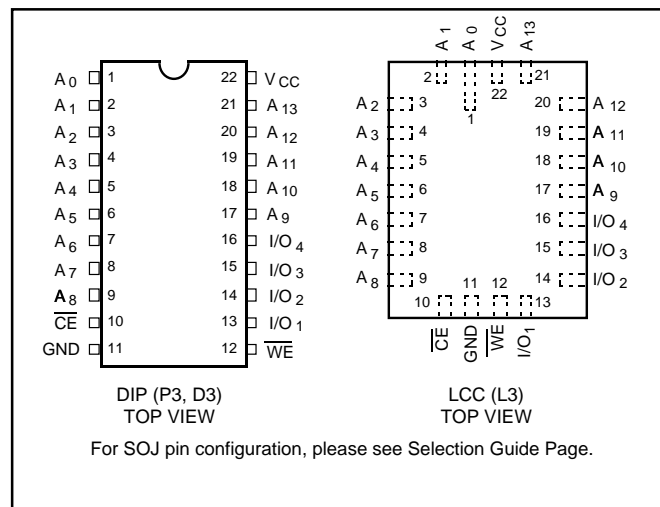 A0 1 22 VCC
A1 2 21 A13
A2 3 20 A12
A3 4 19 A11
A4 5 18 A10
A5 6 17 A9
A6 7 16 I/O4
A7 8 15 I/O3
A8 9 14 I/O2
CE 10 13 I/O1
GND 11 12 WE
DIP (P3, D3)
TOP VIEW
A1 A0 VCC A13
2 1 22 21
A2 3 20 A12
A3 4 19 A11
A4 5 18 A10
A5 6 17 A9
A6 7 16 I/O4
A7 8 15 I/O3
A8 9 14 I/O2
10 11 12 13
CE GND WE I/O1
LCC (L3)
TOP VIEW
For SOJ pin configuration, please see Selection Guide Page.